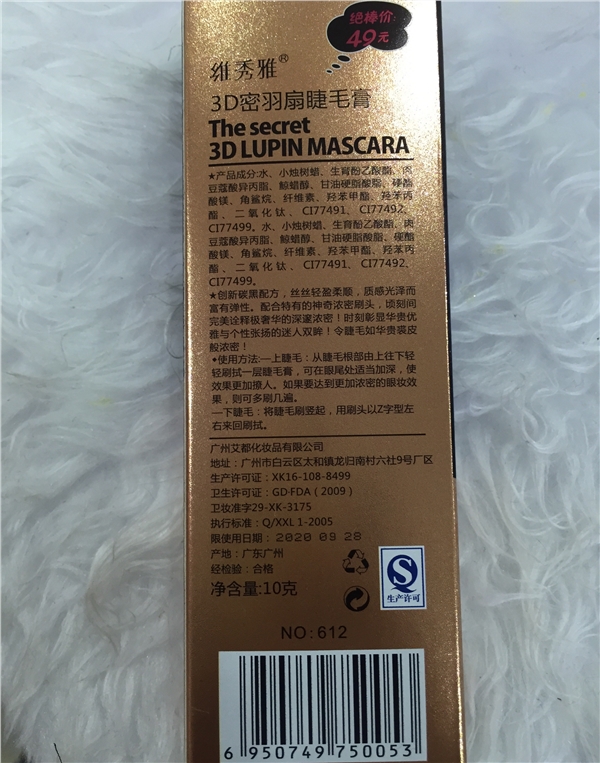 绝棒价:
49元
维秀雅®
3D密羽扇睫毛膏
The secret
3D LUPIN MASCARA
★产品成分:水、小烛树蜡、生育酚乙酸酯、肉
豆蔻酸异丙脂、鲸蜡醇、甘油硬脂酸脂、硬酯
酸镁、角鲨烷、纤维素、羟苯甲酯、羟苯丙
酯、二氧化钛、CI77491、CI77492、
CI77499。水、小烛树蜡、生育酚乙酸酯、肉
豆蔻酸异丙脂、鲸蜡醇、甘油硬脂酸脂、硬酯
酸镁、角鲨烷、纤维素、羟苯甲酯、羟苯丙
酯、二氧化钛、CI77491、CI77492、
CI77499。
★创新碳黑配方，丝丝轻盈柔顺，质感光泽而
富有弹性。配合特有的神奇浓密刷头，顷刻间
完美诠释极奢华的深邃浓密！时刻彰显华贵优
雅与个性张扬的迷人双眸！令睫毛如华贵裘皮
般浓密！
●使用方法:—上睫毛：从睫毛根部由上往下轻
轻刷拭一层睫毛膏，可在眼尾处适当加深，使
效果更加撩人。如果要达到更加浓密的眼妆效
果，则可多刷几遍。
—下睫毛：将睫毛刷竖起，用刷头以Z字型左
右来回刷拭。
广州艾都化妆品有限公司
地址：广州市白云区太和镇龙归南村六社9号厂区
生产许可证：XK16-108-8499
卫生许可证：GD·FDA（2009）
卫妆准字29-XK-3175
执行标准：Q/XXL 1-2005
限使用日期：2020 09 28
产地：广东广州
经检验：合格
净含量:10克
生产许可
NO:612
6 950749 750053